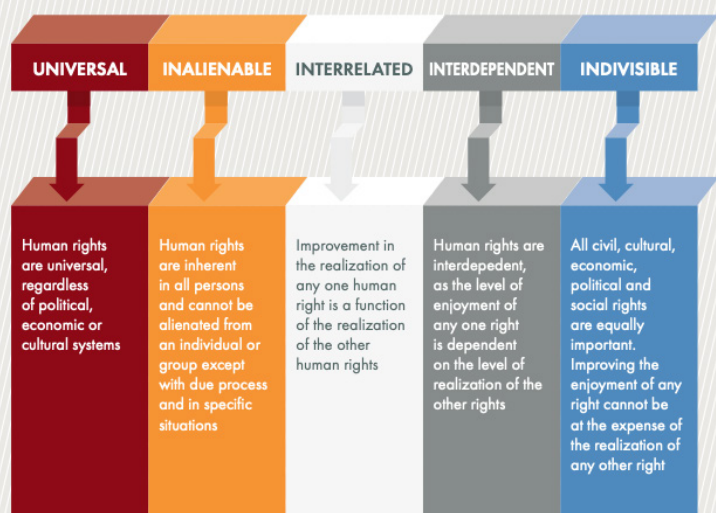 UNIVERSAL
INALIENABLE
INTERRELATED
INTERDEPENDENT
INDIVISIBLE
Human rights
are universal,
regardless
of political,
economic or
cultural systems
Human rights
are inherent
in all persons
and cannot be
alienated from
an individual or
group except
with due process
and in specific
situations
Improvement in
the realization of
any one human
right is a function
of the realization
of the other
human rights
Human rights are
interdepedent,
as the level of
enjoyment of
any one right
is dependent
on the level of
realization of the
other rights
All civil, cultural,
economic,
political and
social rights
are equally
important.
Improving the
enjoyment of any
right cannot be
at the expense of
the realization of
any other right